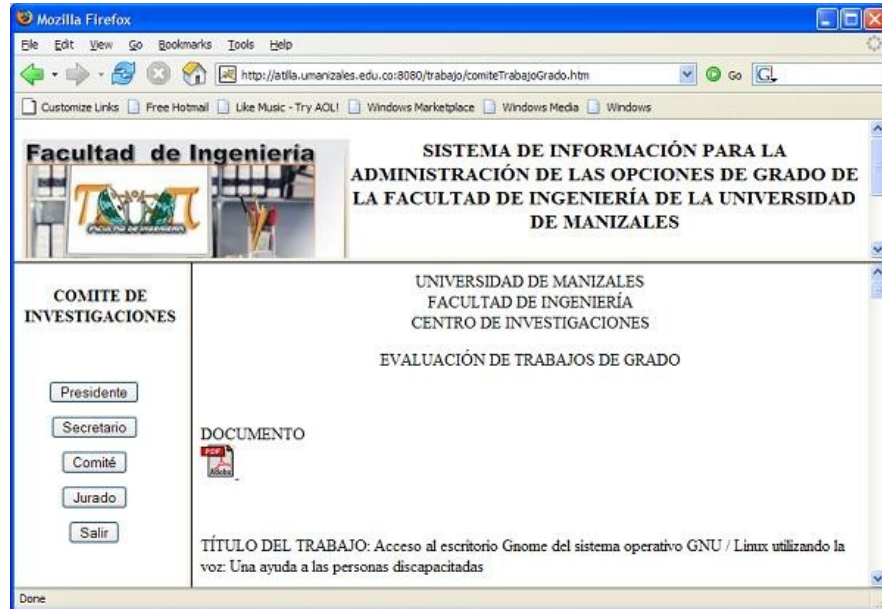 Mozilla Firefox
File Edit View Go Bookmarks Tools Help
http://atilla.umanizales.edu.co:8080/trabajo/comiteTrabajoGrado.htm Go G
Customize Links Free Hotmail Like Music - Try AOL! Windows Marketplace Windows Media Windows
Facultad de Ingeniería
FACULTAD DE INGENIERIA
SISTEMA DE INFORMACIÓN PARA LA
ADMINISTRACIÓN DE LAS OPCIONES DE GRADO DE
LA FACULTAD DE INGENIERÍA DE LA UNIVERSIDAD
DE MANIZALES
COMITE DE
INVESTIGACIONES
Presidente
Secretario
Comité
Jurado
Salir
UNIVERSIDAD DE MANIZALES
FACULTAD DE INGENIERÍA
CENTRO DE INVESTIGACIONES
EVALUACIÓN DE TRABAJOS DE GRADO
DOCUMENTO
PDF
Adobe
TÍTULO DEL TRABAJO: Acceso al escritorio Gnome del sistema operativo GNU / Linux utilizando la
voz: Una ayuda a las personas discapacitadas
Done